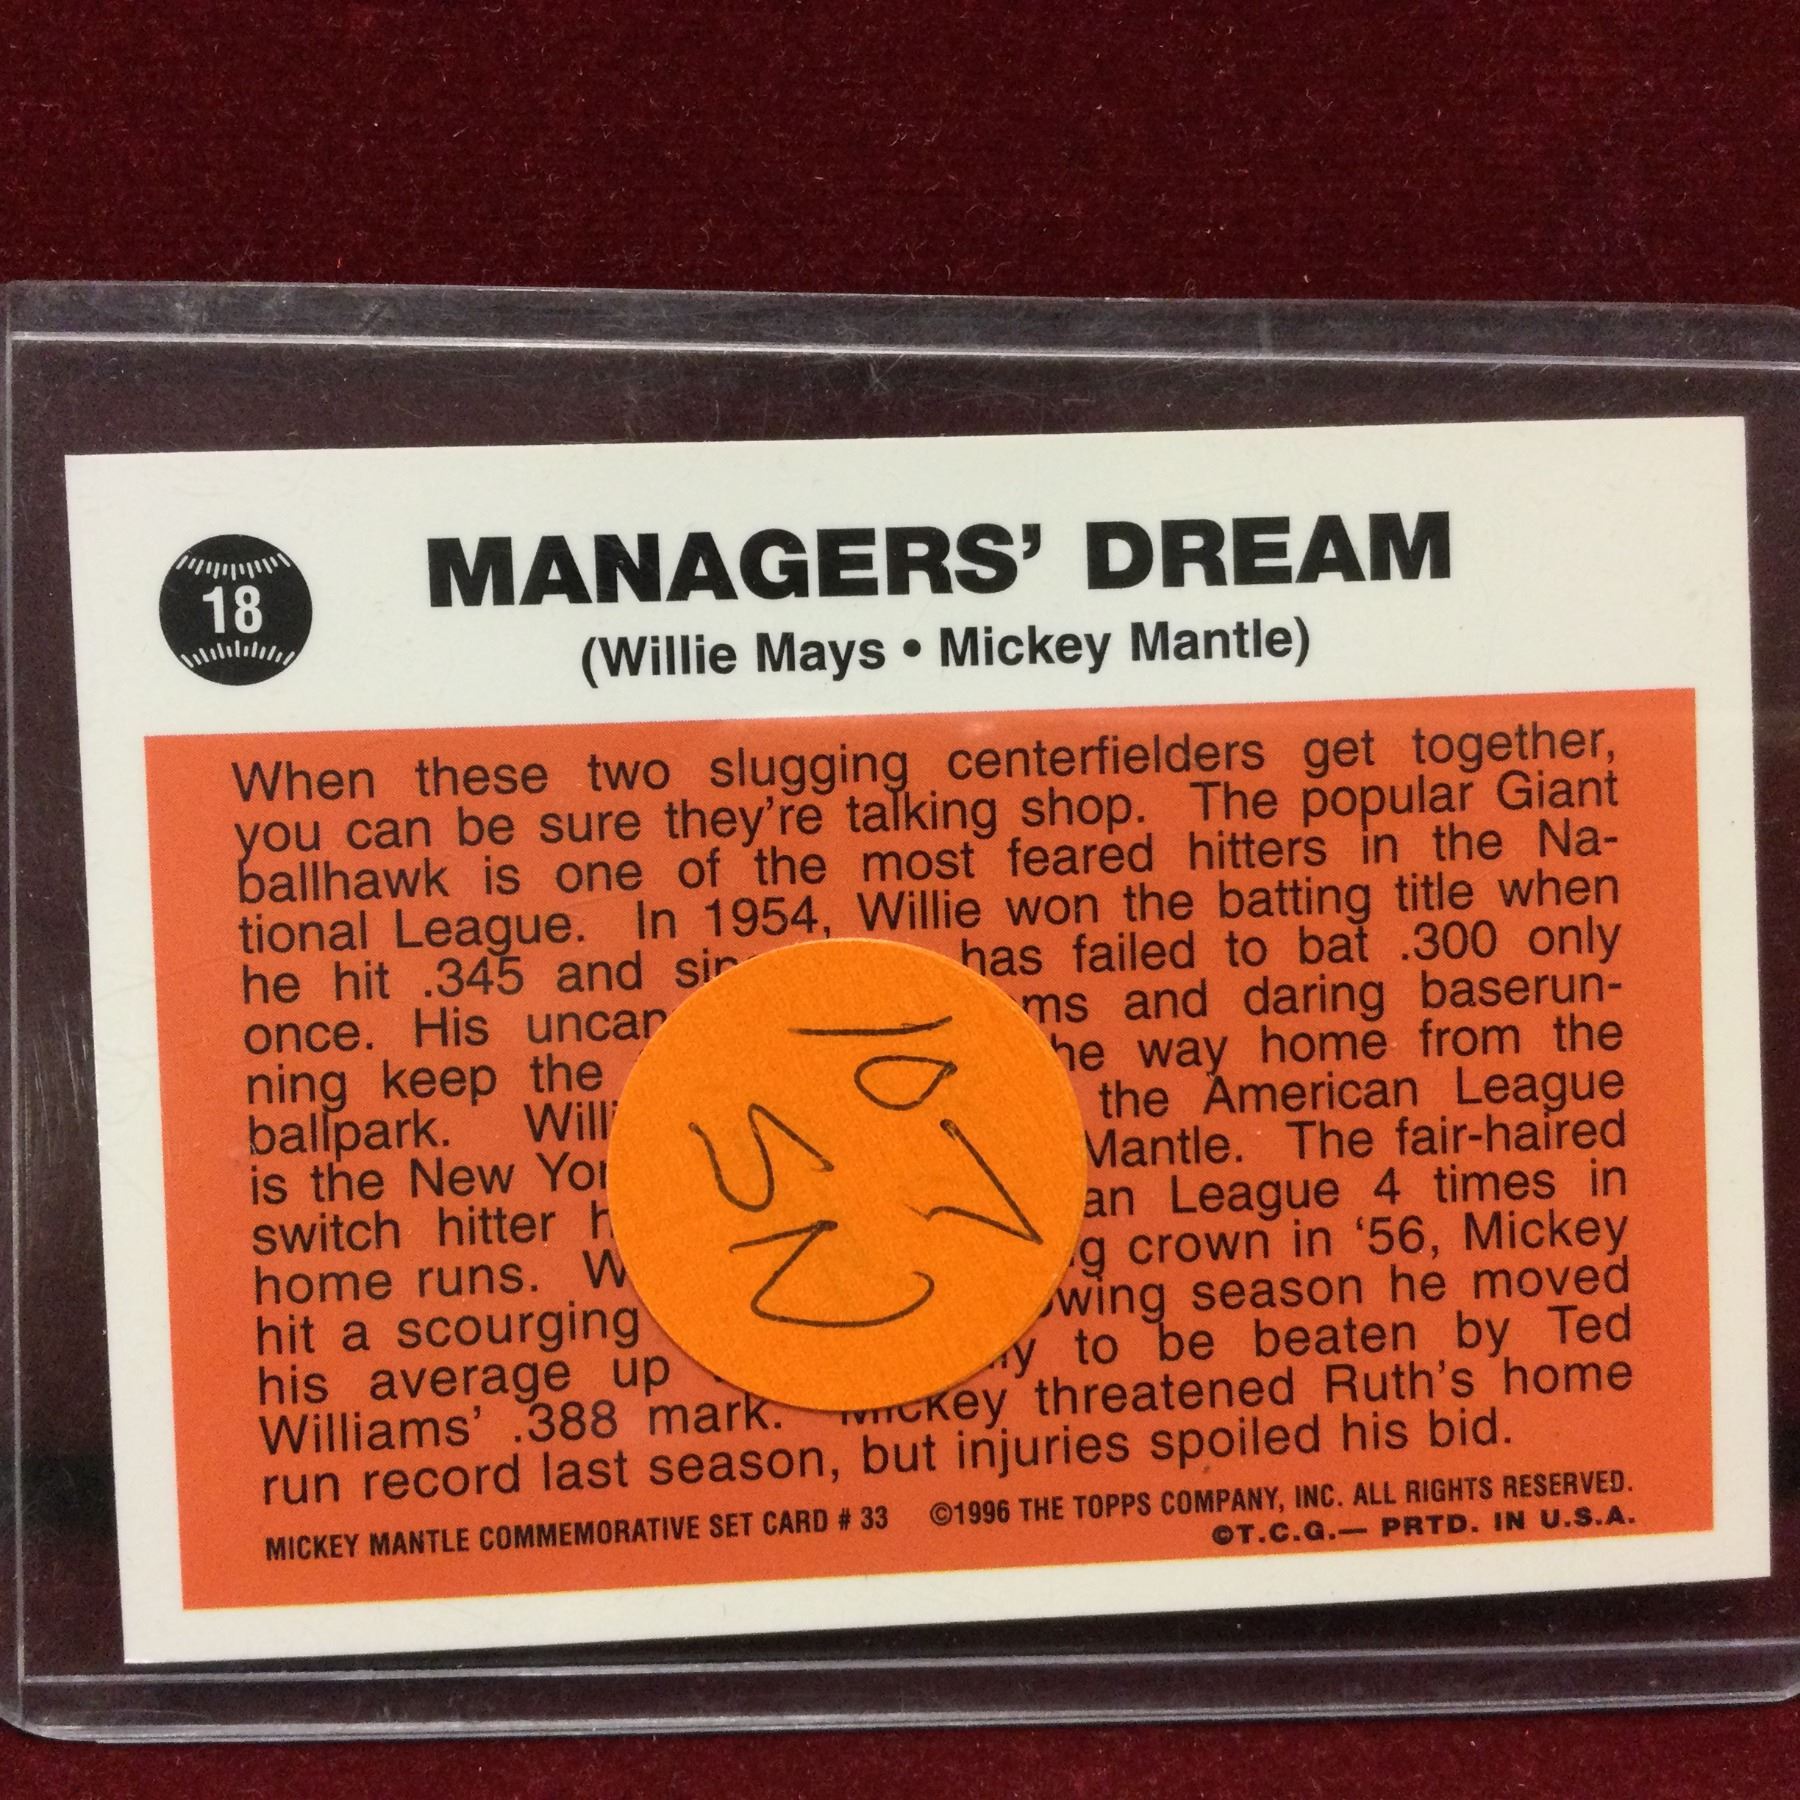 18
MANAGERS' DREAM
(Willie Mays • Mickey Mantle)
When these two slugging centerfielders get together,
you can be sure they're talking shop. The popular Giant
ballhawk is one of the most feared hitters in the Na-
tional League. In 1954, Willie won the batting title when
he hit .345 and has failed to bat .300 only
once. His and daring baserun-
ning keep the way home from the
ballpark. the American League
is the New Mantle. The fair-haired
switch hitter League 4 times in
home runs. crown in '56, Mickey
hit a scourging season he moved
his average up to be beaten by Ted
Williams' .388 mark. Mickey threatened Ruth's home
run record last season, but injuries spoiled his bid.
MICKEY MANTLE COMMEMORATIVE SET CARD # 33 ©1996 THE TOPPS COMPANY, INC. ALL RIGHTS RESERVED.
©T.C.G.— PRTD. IN U.S.A.